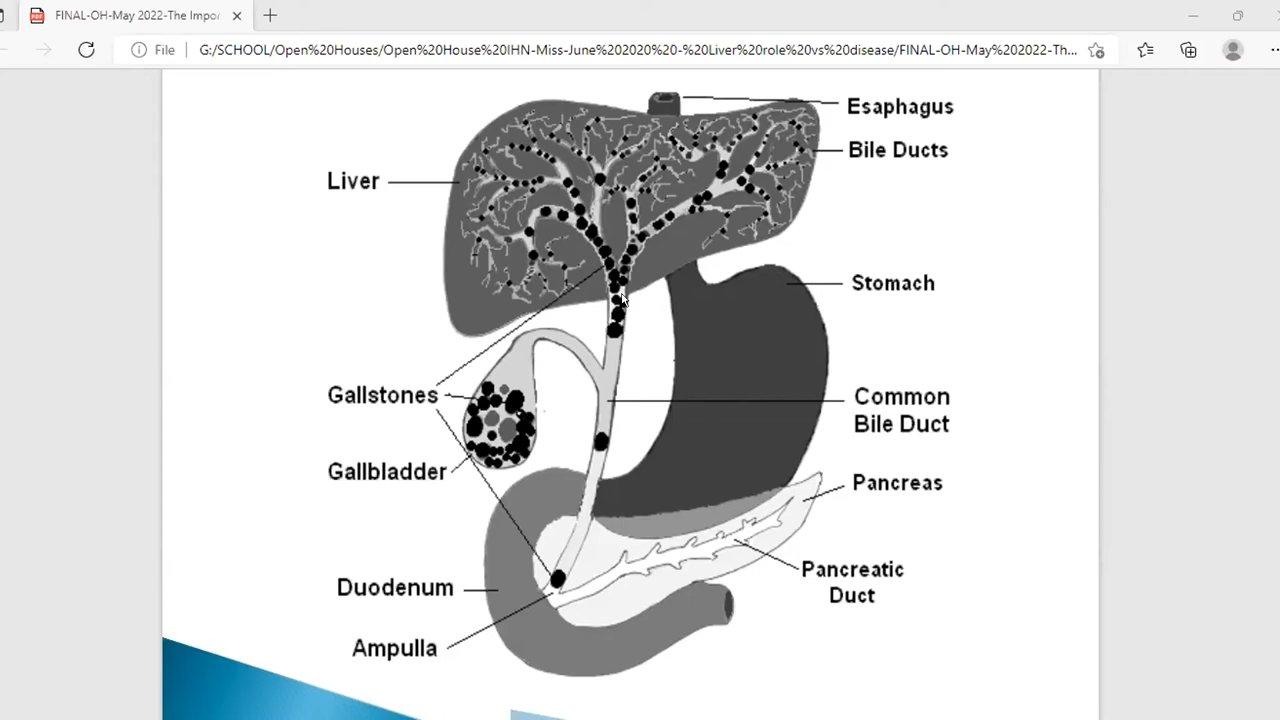 FINAL-OH-May 2022-The Impor
File
G:/SCHOOL/Open%20Houses/Open%20House%20IHN-Miss-June%202020%20-%20Liver%20role%20vs%20disease/FINAL-OH-May%202022-Th...
Esaphagus
Bile Ducts
Liver
Stomach
Gallstones
Common
Bile Duct
Gallbladder
Pancreas
Pancreatic
Duct
Duodenum
Ampulla